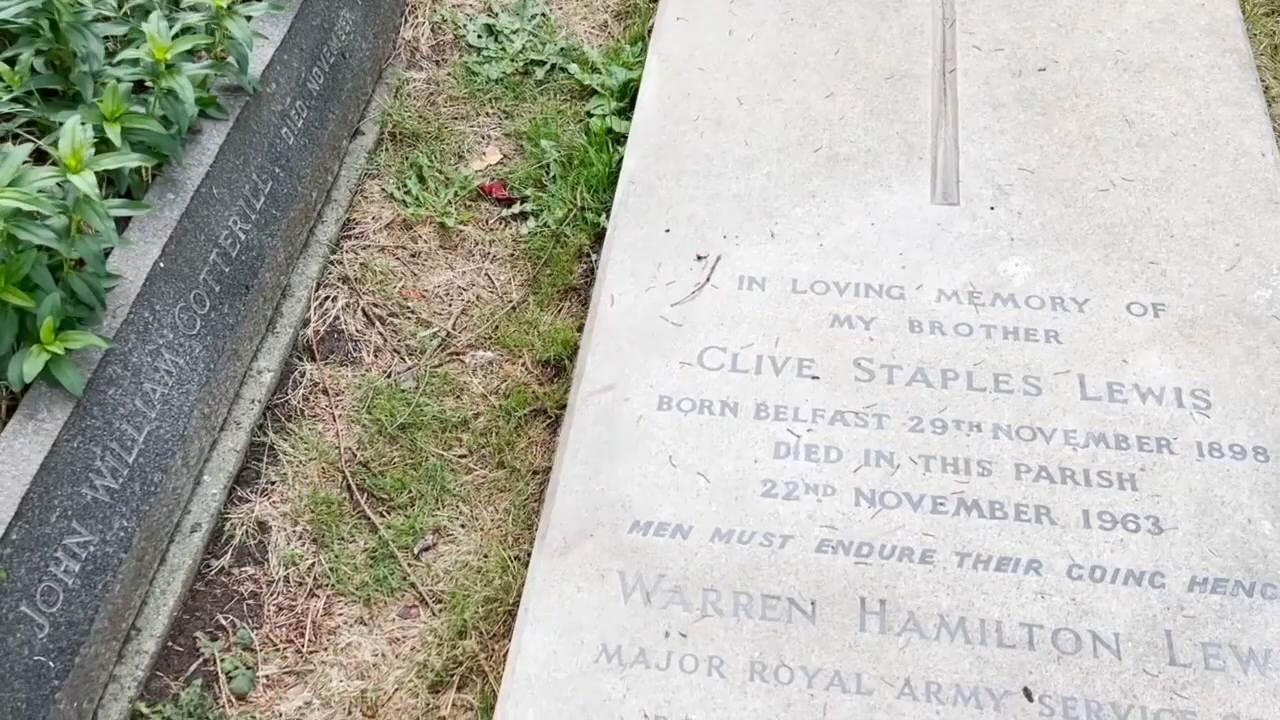 JOHN WILLIAM COTTERILL. DIED. NOVEMBER
IN LOVING MEMORY OF
MY BROTHER
CLIVE STAPLES LEWIS
BORN BELFAST 29TH NOVEMBER 1898
DIED IN THIS PARISH
22ND NOVEMBER 1963
MEN MUST ENDURE THEIR GOING HENC
WARREN HAMILTON LEW
MAJOR ROYAL ARMY SERVICE